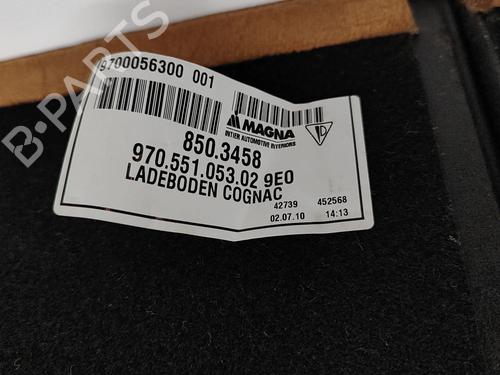 9700056300 001
MAGNA
INTIER AUTOMOTIVE INTERIORS
850.3458
970.551.053.02 9E0
LADEBODEN COGNAC
42739 452568
02.07.10 14:13
B-PARTS